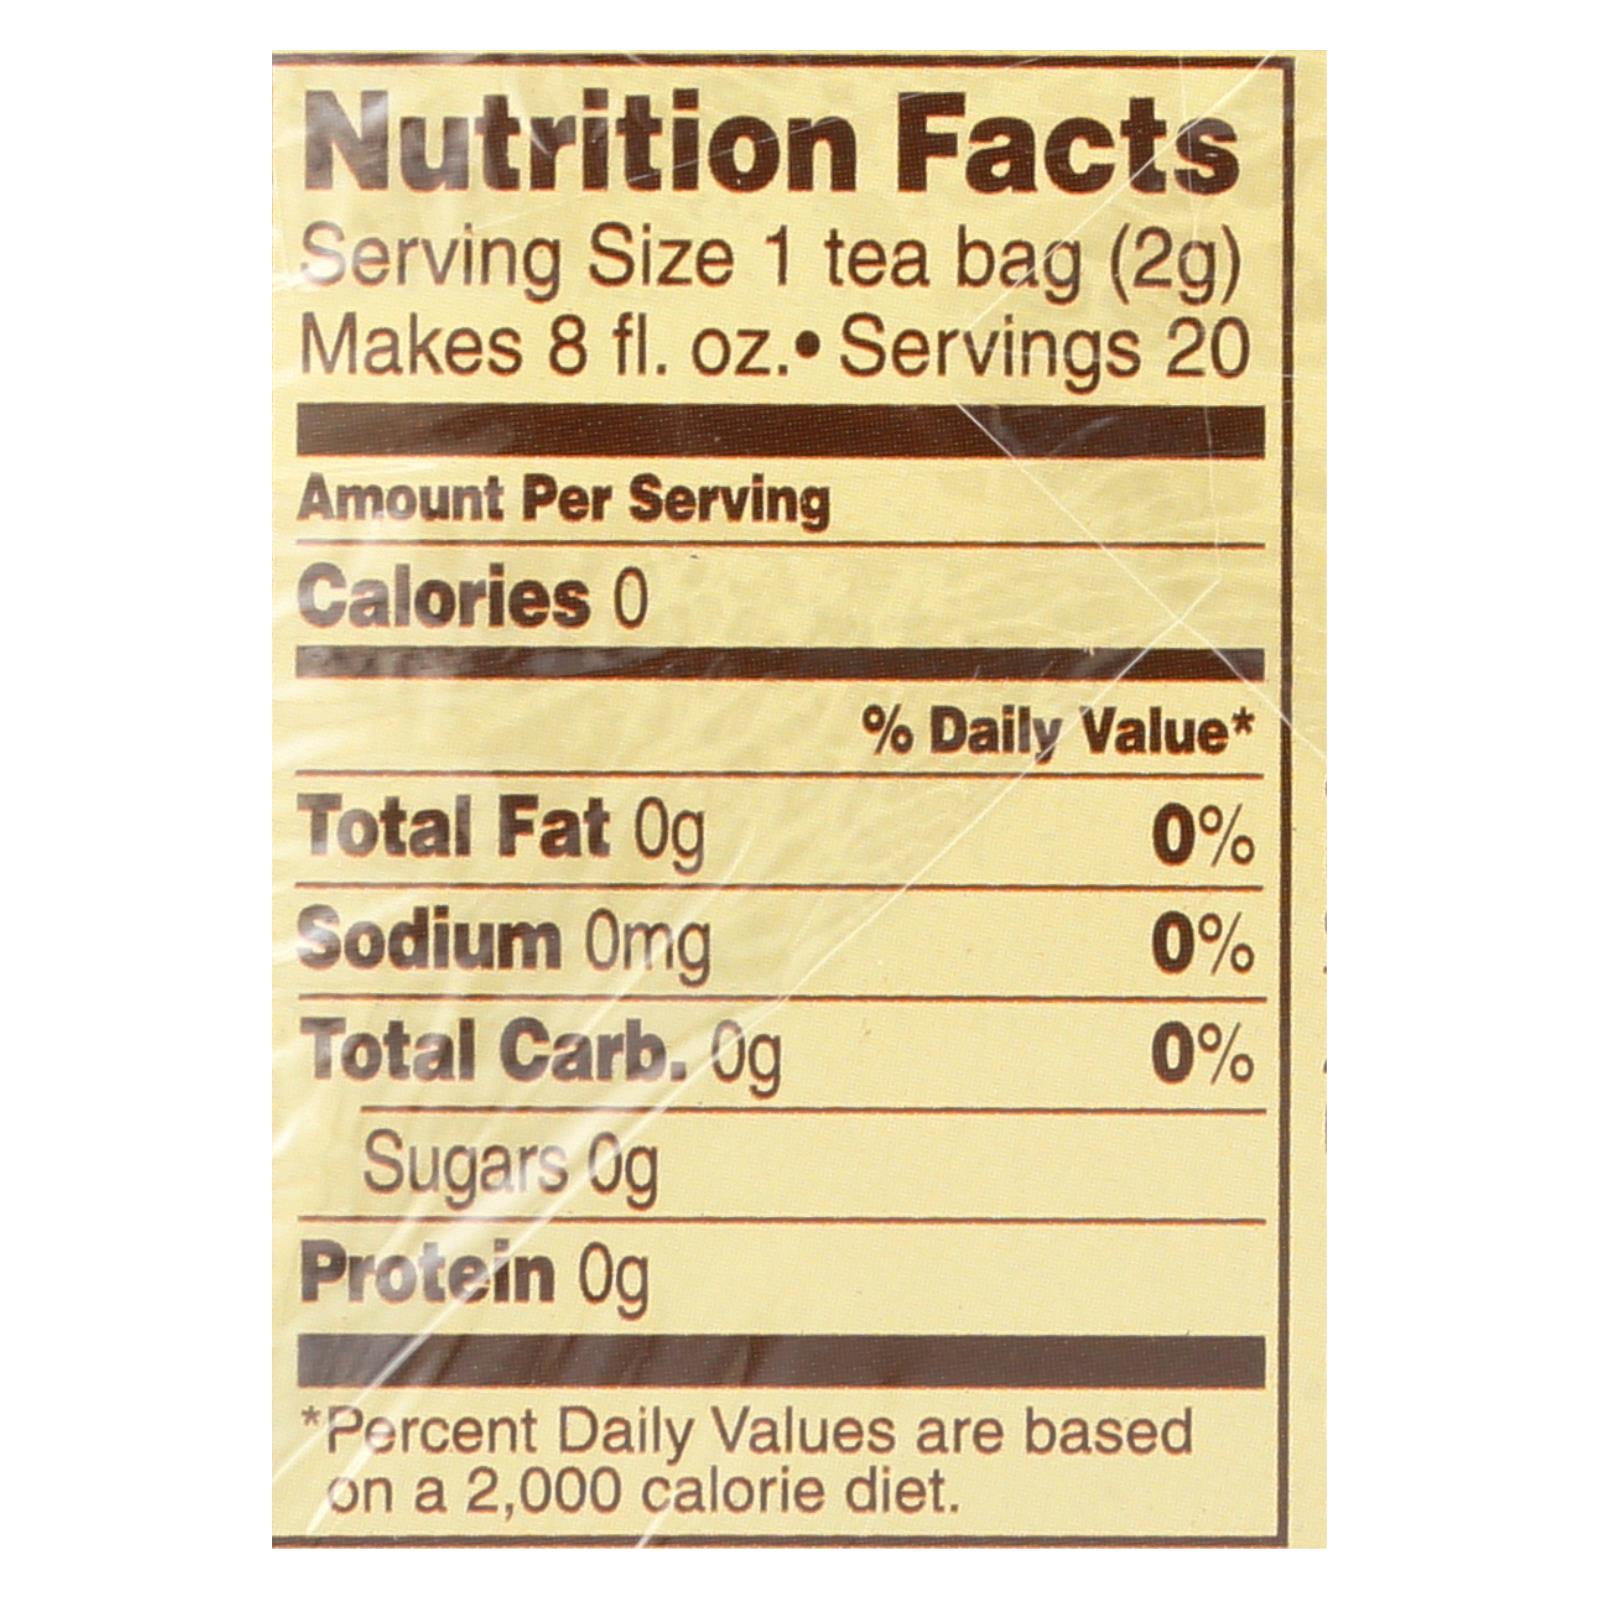 Nutrition Facts
Serving Size 1 tea bag (2g)
Makes 8 fl. oz.• Servings 20
Amount Per Serving
Calories 0
% Daily Value*
Total Fat 0g 0%
Sodium 0mg 0%
Total Carb. 0g 0%
Sugars 0g
Protein 0g
*Percent Daily Values are based
on a 2,000 calorie diet.